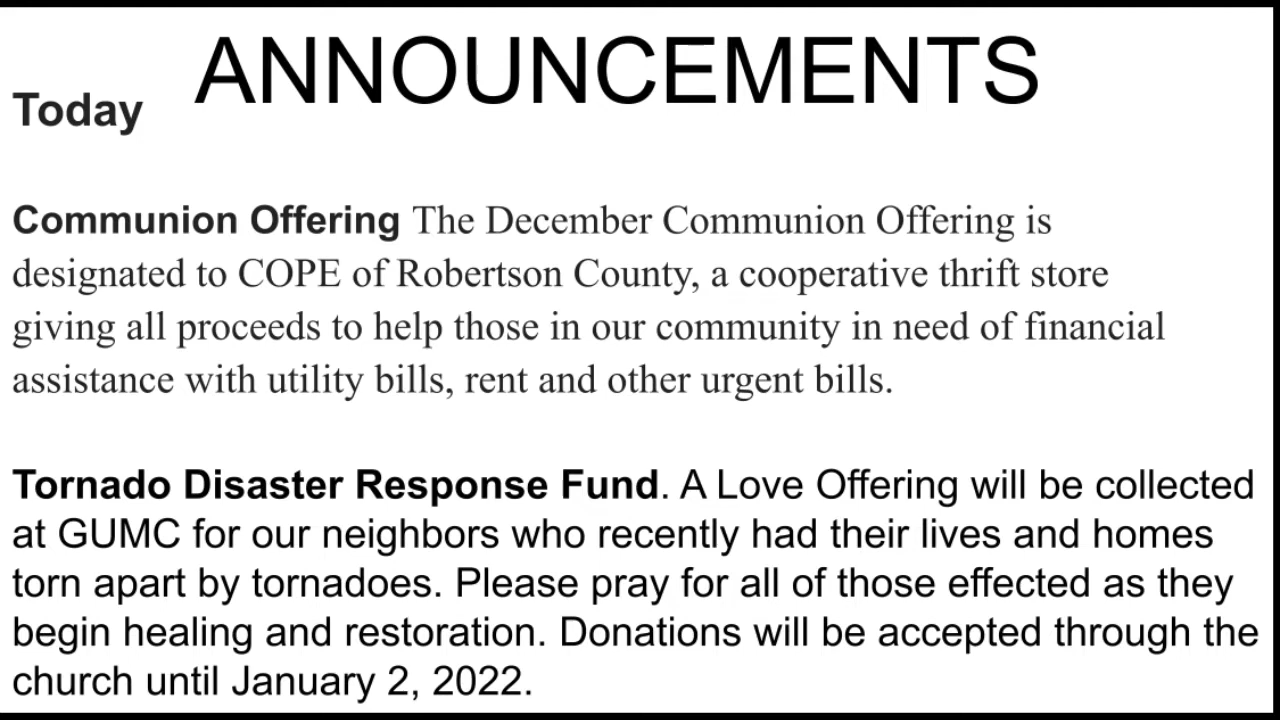 ANNOUNCEMENTS
Today
Communion Offering The December Communion Offering is
designated to COPE of Robertson County, a cooperative thrift store
giving all proceeds to help those in our community in need of financial
assistance with utility bills, rent and other urgent bills.
Tornado Disaster Response Fund. A Love Offering will be collected
at GUMC for our neighbors who recently had their lives and homes
torn apart by tornadoes. Please pray for all of those effected as they
begin healing and restoration. Donations will be accepted through the
church until January 2, 2022.